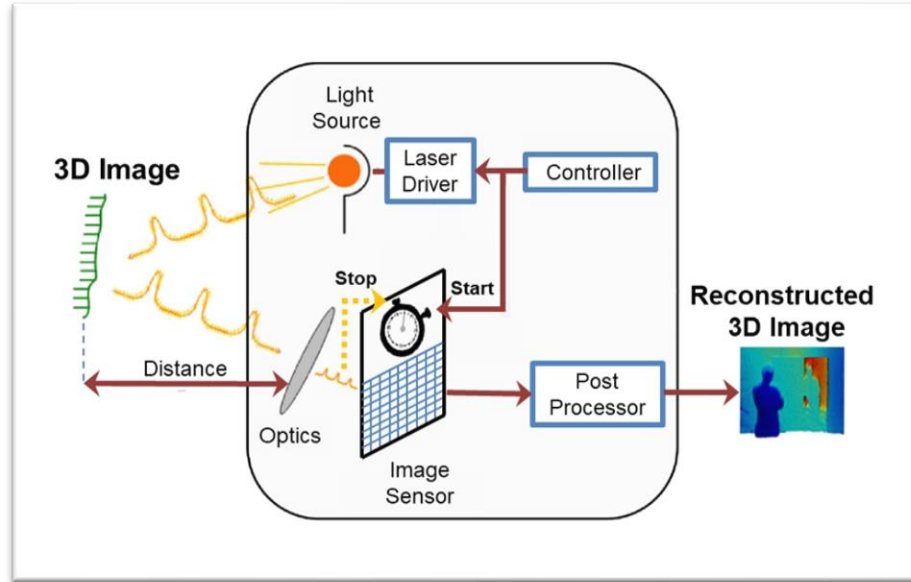 Light
Source
3D Image
Laser
Driver
Controller
Stop
Start
Reconstructed
3D Image
Distance
Post
Processor
Optics
Image
Sensor